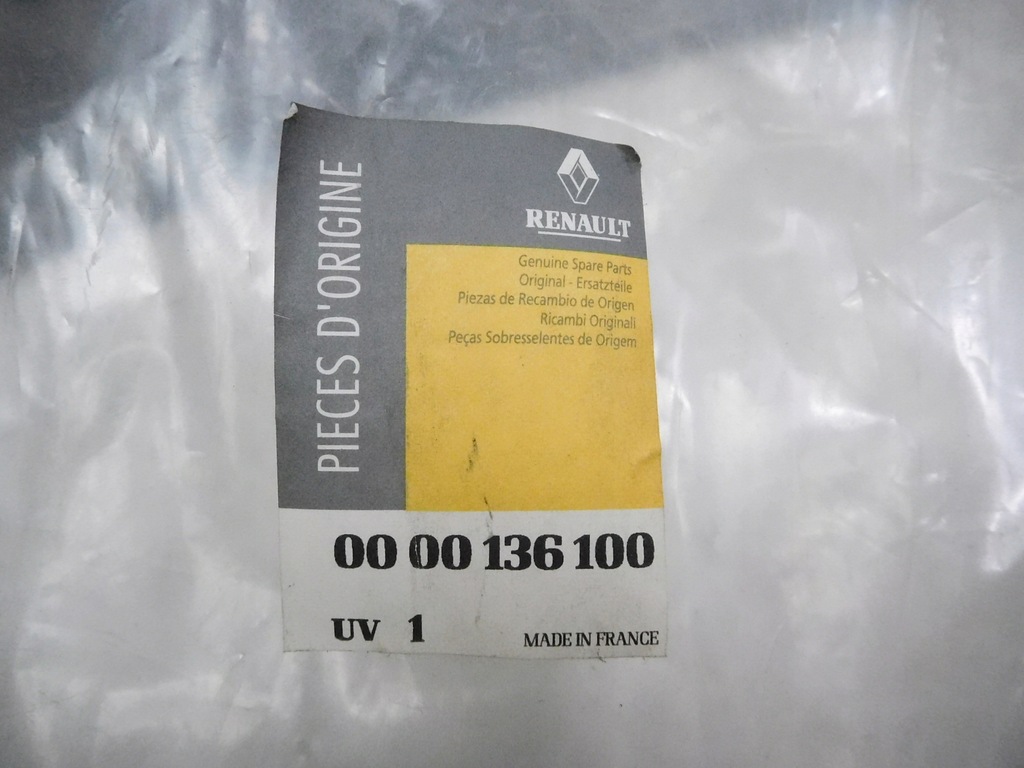 PIECES D'ORIGINE
RENAULT
Genuine Spare Parts
Original - Ersatzteile
Piezas de Recambio de Origen
Ricambi Originali
Peças Sobresselentes de Origem
00 00 136 100
UV 1
MADE IN FRANCE